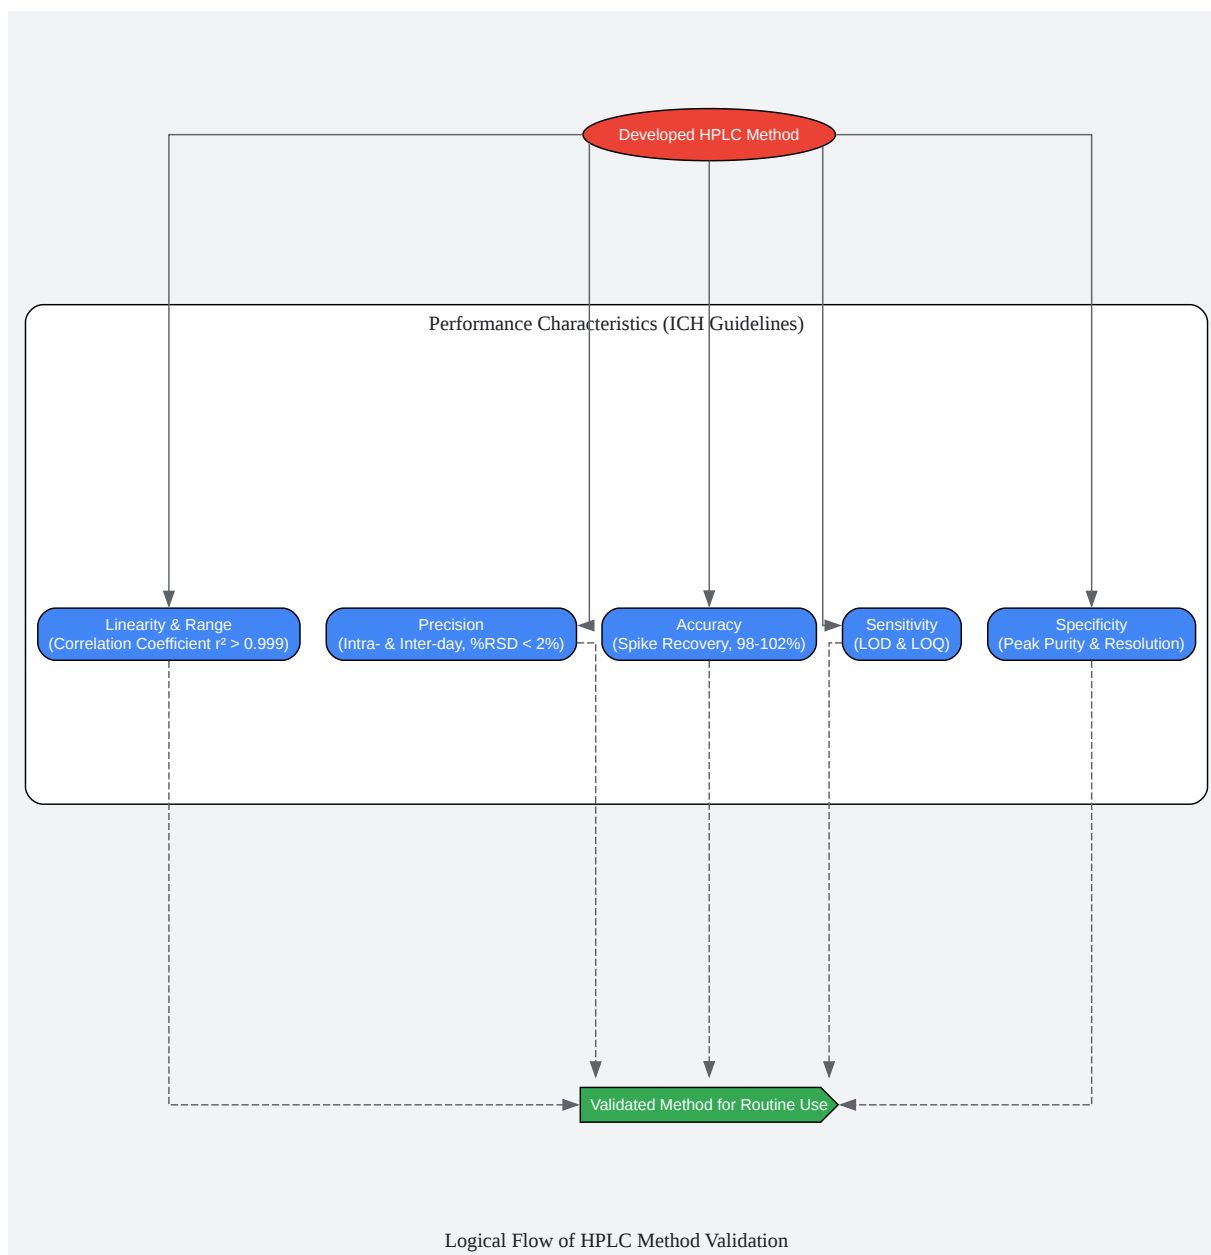 Developed HPLC Method
Performance Characteristics (ICH Guidelines)
Linearity & Range
(Correlation Coefficient r² > 0.999)
Precision
(Intra- & Inter-day, %RSD < 2%)
Accuracy
(Spike Recovery, 98-102%)
Sensitivity
(LOD & LOQ)
Specificity
(Peak Purity & Resolution)
Validated Method for Routine Use
Logical Flow of HPLC Method Validation